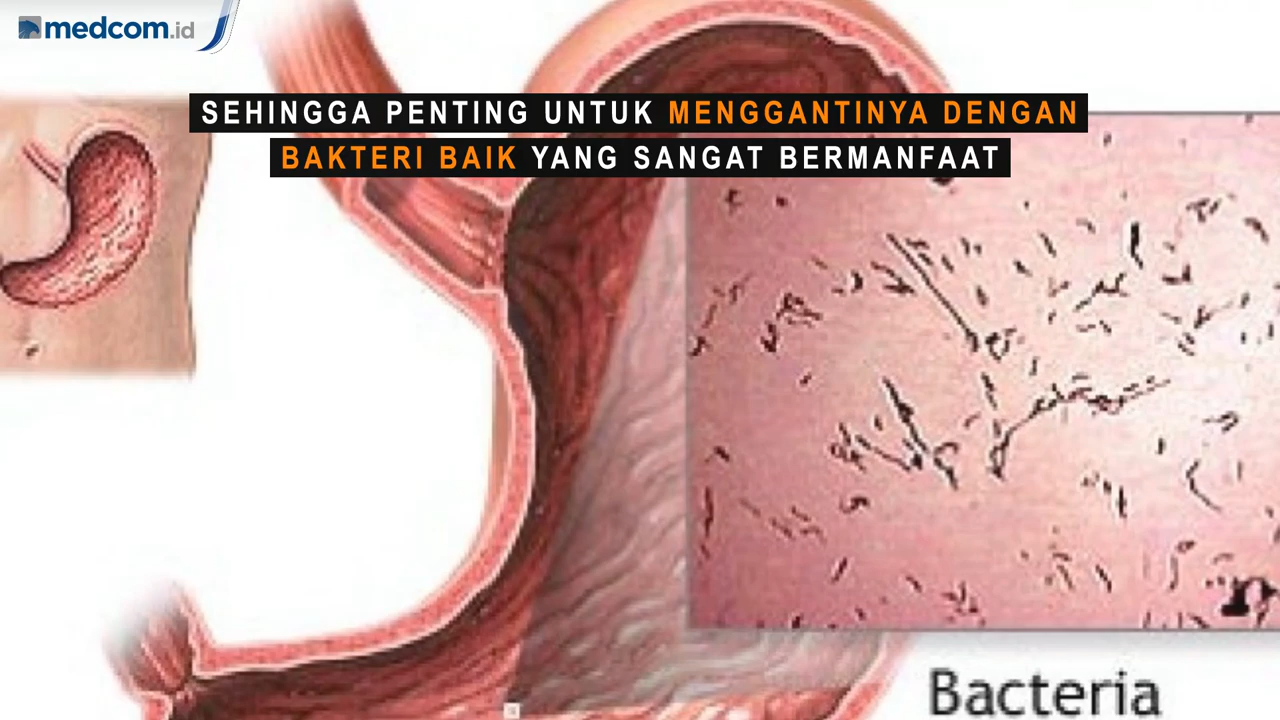 medcom.id
SEHINGGA PENTING UNTUK MENGGANTINYA DENGAN
BAKTERI BAIK YANG SANGAT BERMANFAAT
Bacteria